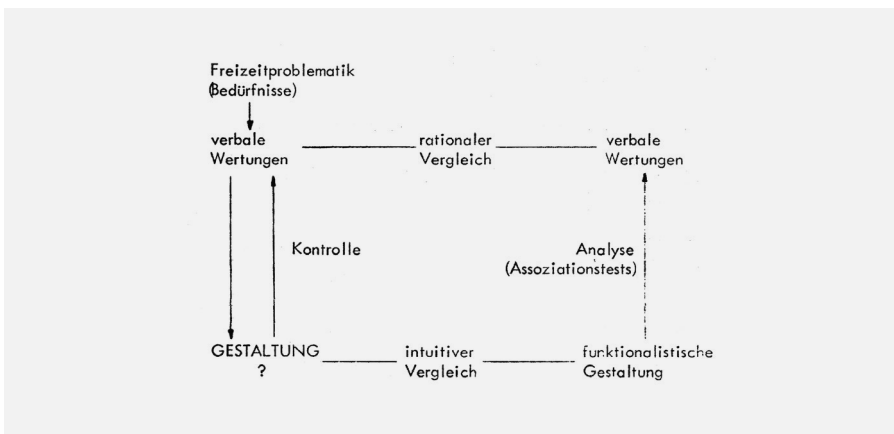 Freizeitproblematik
(Bedürfnisse)
verbale
Wertungen
rationaler
Vergleich
verbale
Wertungen
Kontrolle
Analyse
(Assoziationstests)
GESTALTUNG
?
intuitiver
Vergleich
funktionalistische
Gestaltung